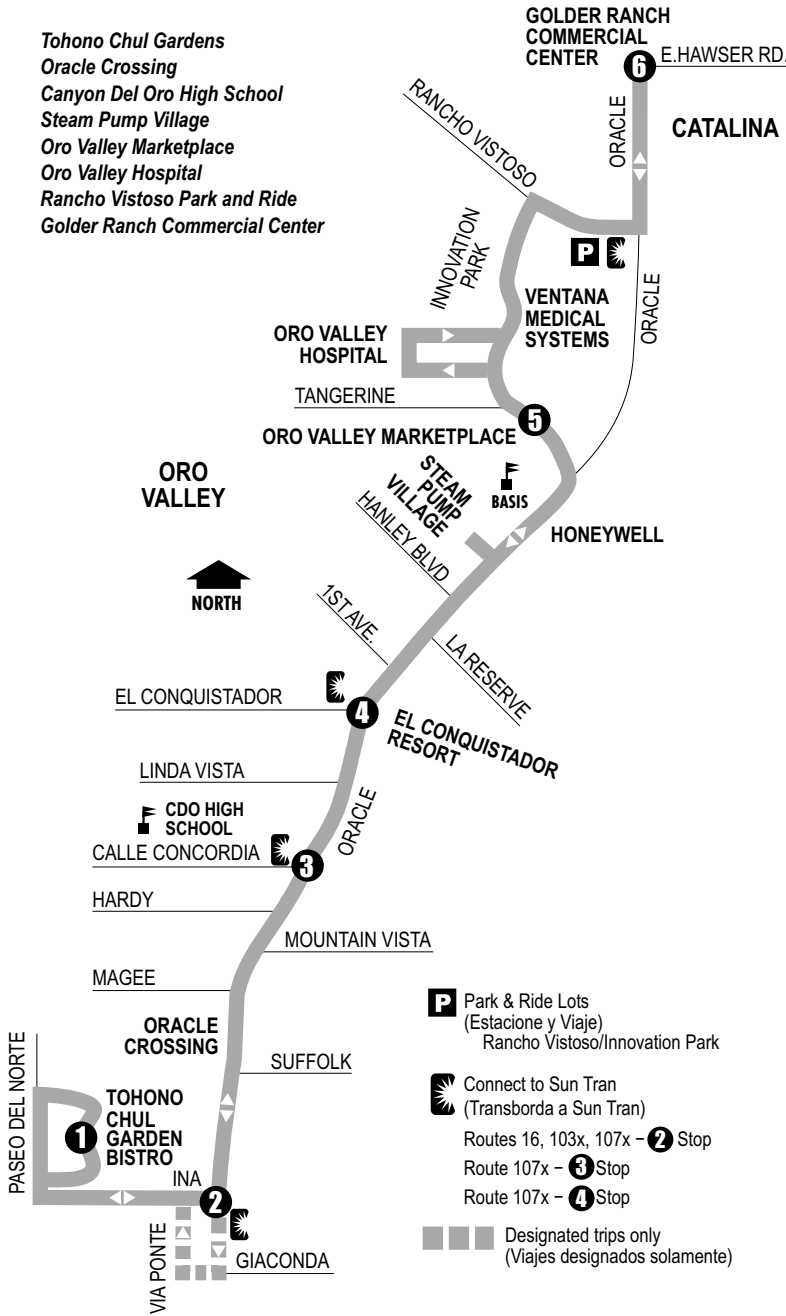 Tohono Chul Gardens
Oracle Crossing
Canyon Del Oro High School
Steam Pump Village
Oro Valley Marketplace
Oro Valley Hospital
Rancho Vistoso Park and Ride
Golder Ranch Commercial Center
GOLDER RANCH
COMMERCIAL
CENTER
6
E.HAWSER RD.
ORACLE
CATALINA
RANCHO VISTOSO
INNOVATION
PARK
P
VENTANA
MEDICAL
SYSTEMS
ORACLE
ORO VALLEY
HOSPITAL
TANGERINE
5
ORO VALLEY MARKETPLACE
ORO
VALLEY
STEAM
PUMP
VILLAGE
BASIS
HANLEY BLVD
HONEYWELL
NORTH
1ST AVE.
LA RESERVE
EL CONQUISTADOR
4
EL CONQUISTADOR
RESORT
LINDA VISTA
CDO HIGH
SCHOOL
ORACLE
CALLE CONCORDIA
3
HARDY
MOUNTAIN VISTA
MAGEE
ORACLE
CROSSING
SUFFOLK
PASEO DEL NORTE
TOHONO
CHUL
GARDEN
BISTRO
1
INA
2
VIA PONTE
GIACONDA
P Park & Ride Lots
(Estacione y Viaje)
Rancho Vistoso/Innovation Park
Connect to Sun Tran
(Transborda a Sun Tran)
Routes 16, 103x, 107x – 2 Stop
Route 107x – 3 Stop
Route 107x – 4 Stop
Designated trips only
(Viajes designados solamente)